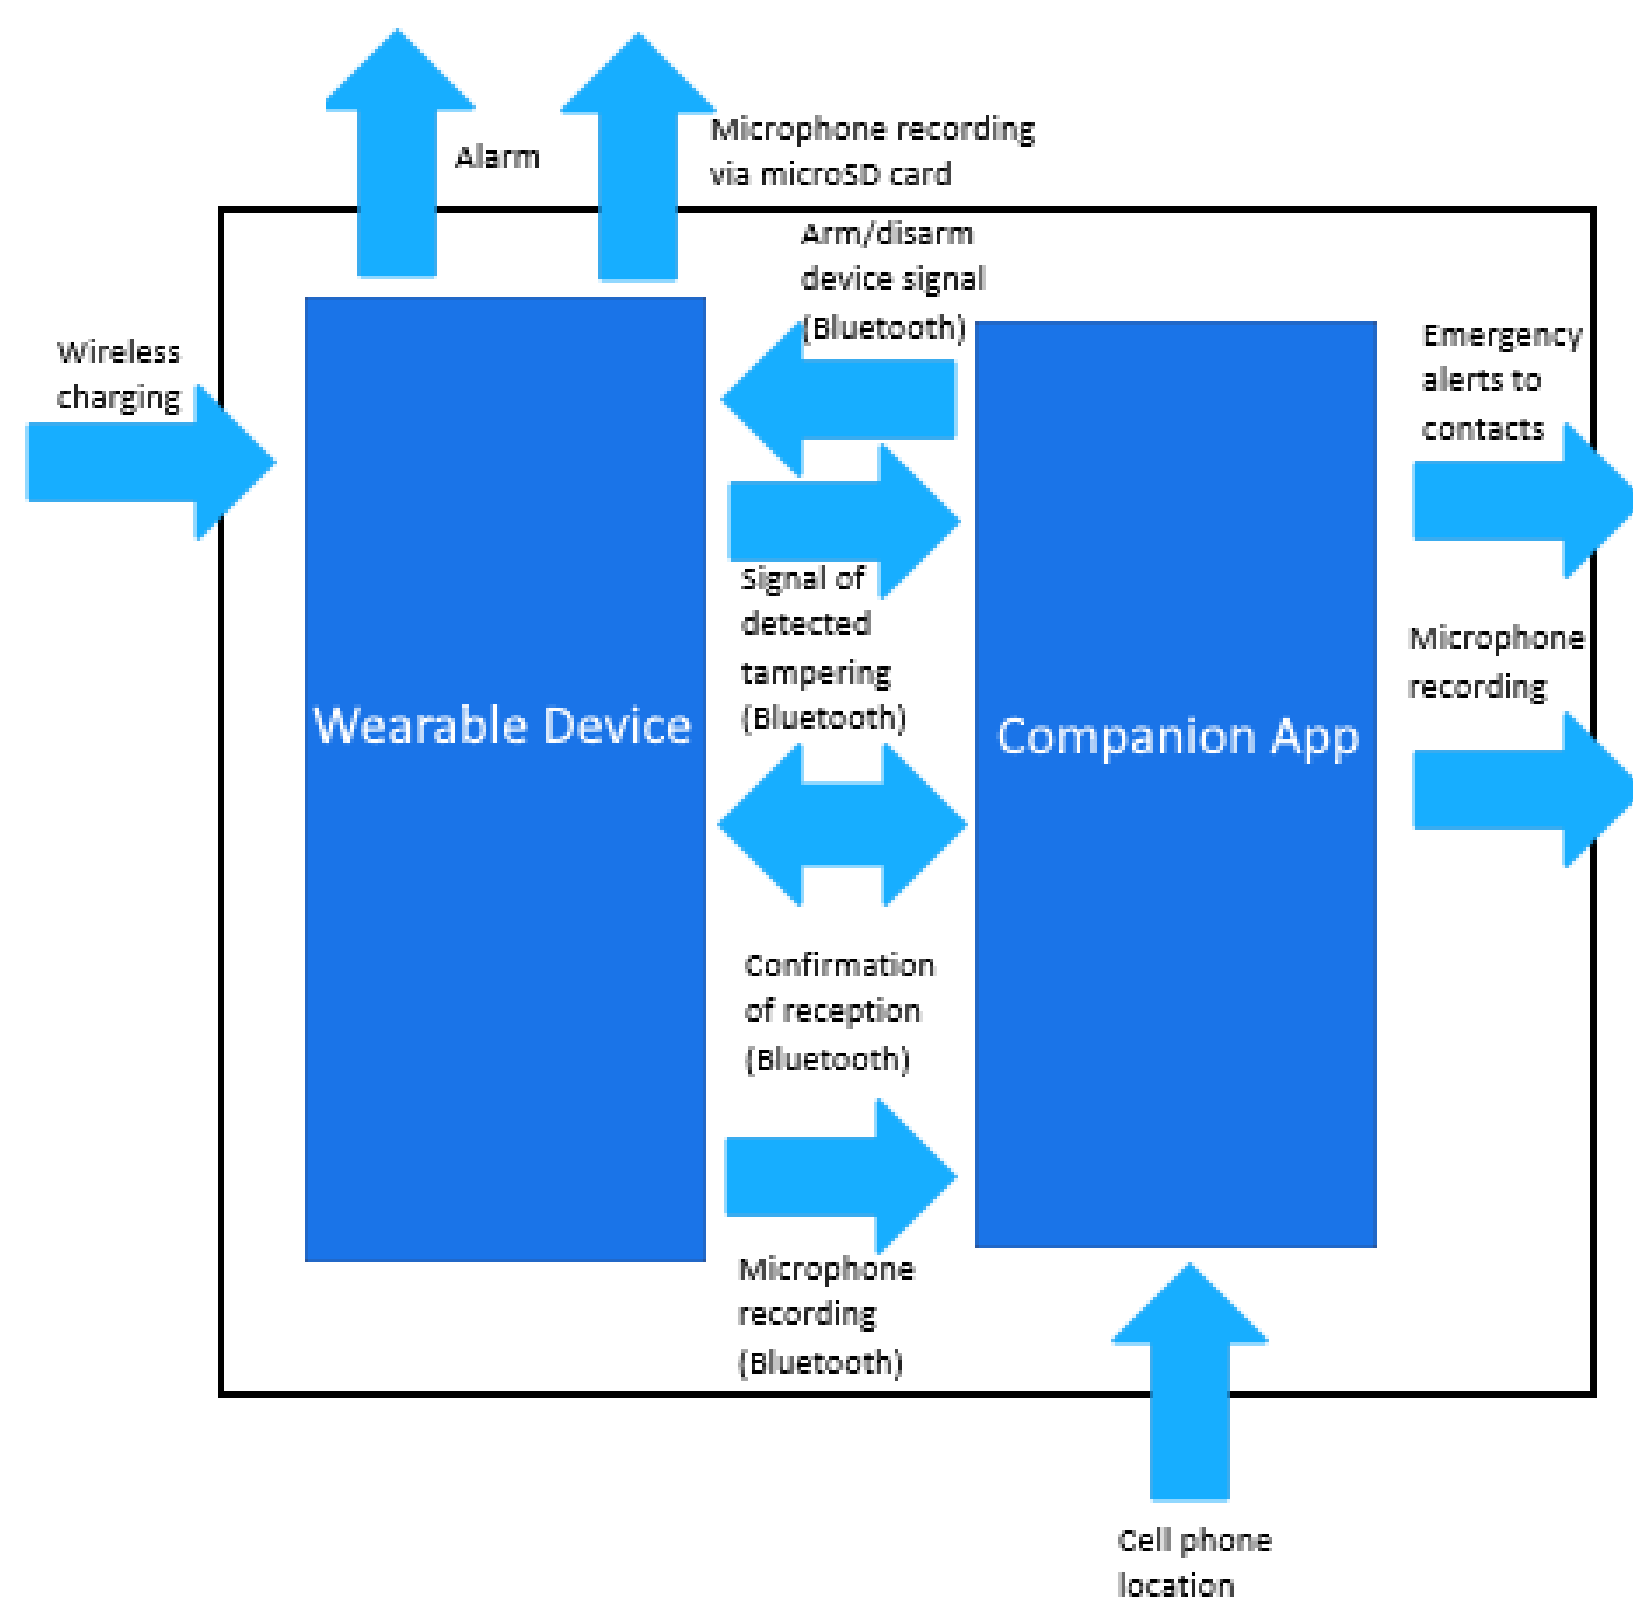 Alarm
Microphone recording
via microSD card
Arm/disarm
device signal
(Bluetooth)
Wireless
charging
Emergency
alerts to
contacts
Signal of
detected
tampering
(Bluetooth)
Microphone
recording
Wearable Device
Companion App
Confirmation
of reception
(Bluetooth)
Microphone
recording
(Bluetooth)
Cell phone
location